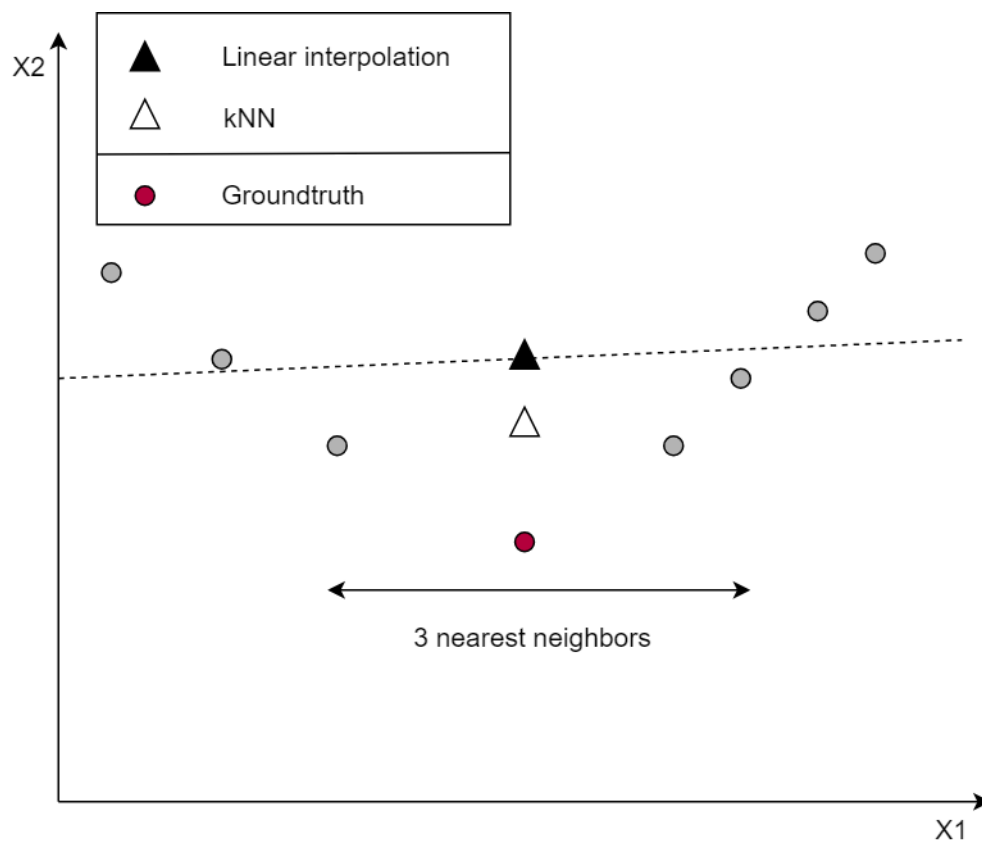 X2
Linear interpolation
kNN
Groundtruth
3 nearest neighbors
X1